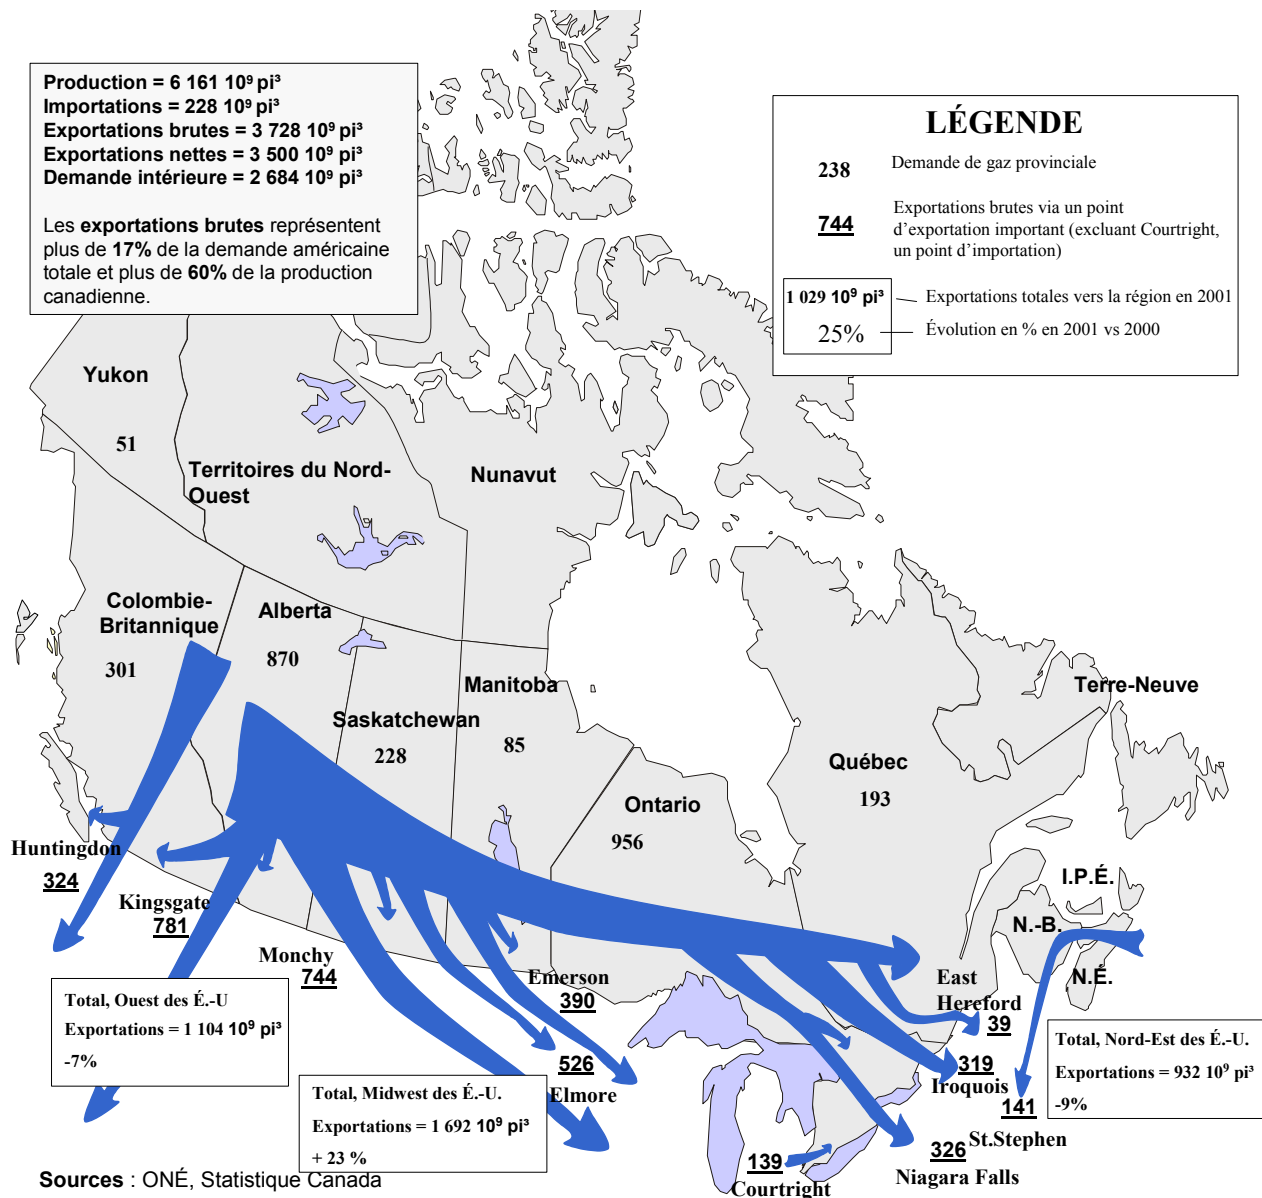 Production = 6 161 10⁹ pi³
Importations = 228 10⁹ pi³
Exportations brutes = 3 728 10⁹ pi³
Exportations nettes = 3 500 10⁹ pi³
Demande intérieure = 2 684 10⁹ pi³
Les exportations brutes représentent
plus de 17% de la demande américaine
totale et plus de 60% de la production
canadienne.
LÉGENDE
238 Demande de gaz provinciale
744 Exportations brutes via un point
d'exportation important (excluant Courtright,
un point d'importation)
1 029 10⁹ pi³ Exportations totales vers la région en 2001
25% Évolution en % en 2001 vs 2000
Yukon
51
Territoires du Nord-
Ouest
Nunavut
Colombie-
Britannique
301
Alberta
870
Saskatchewan
228
Manitoba
85
Ontario
956
Québec
193
Terre-Neuve
I.P.É.
N.-B.
N.É.
Huntingdon
324
Kingsgate
781
Monchy
744
Emerson
390
526
Elmore
East
Hereford
39
319
Iroquois
141
St.Stephen
326
Niagara Falls
139
Courtright
Total, Ouest des É.-U
Exportations = 1 104 10⁹ pi³
-7%
Total, Midwest des É.-U.
Exportations = 1 692 10⁹ pi³
+ 23 %
Total, Nord-Est des É.-U.
Exportations = 932 10⁹ pi³
-9%
Sources : ONÉ, Statistique Canada